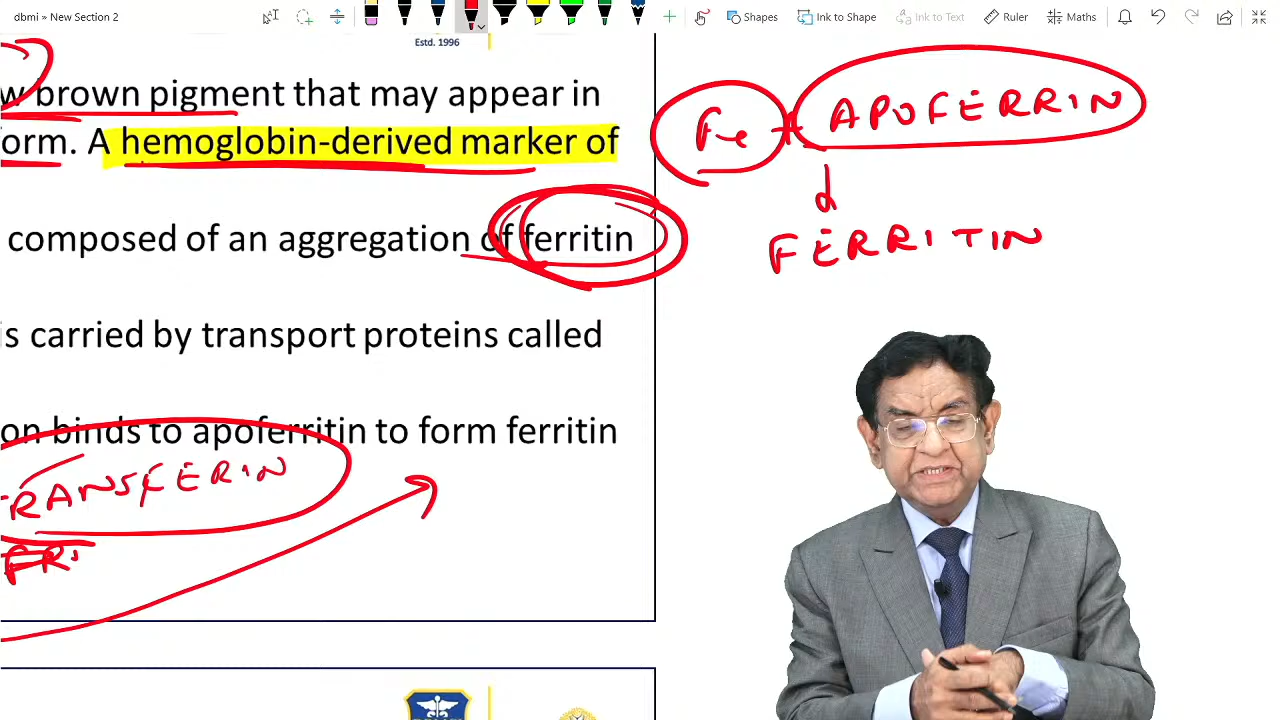 dbmi » New Section 2
Shapes
Ink to Shape
Ink to Text
Ruler
Maths
Estd. 1996
w brown pigment that may appear in
orm. A hemoglobin-derived marker of
composed of an aggregation of ferritin
is carried by transport proteins called
on binds to apoferritin to form ferritin
RANSFERIN
FRI
Fe + APOFERRIN
FERRITIN